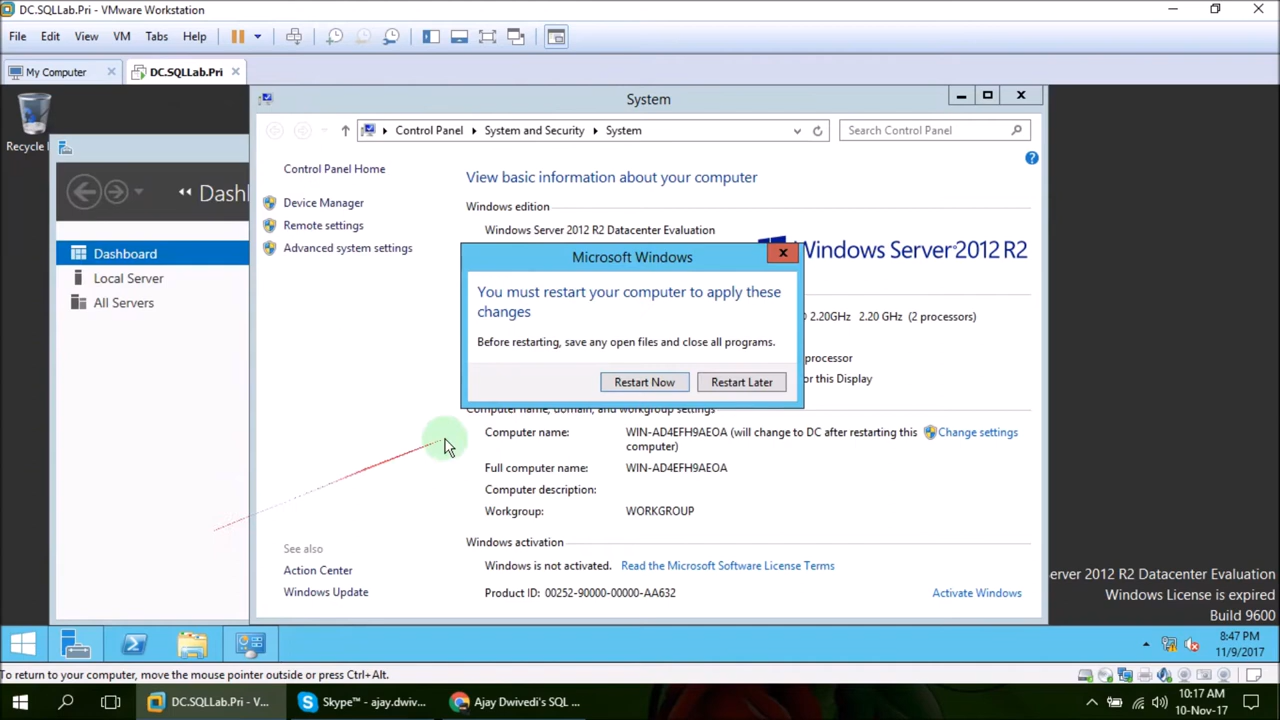 DC.SQLLab.Pri - VMware Workstation
File Edit View VM Tabs Help
My Computer DC.SQLLab.Pri
Recycle
System
Control Panel System and Security System Search Control Panel
Dashboard
Local Server
All Servers
Control Panel Home
Device Manager
Remote settings
Advanced system settings
See also
Action Center
Windows Update
View basic information about your computer
Windows edition
Windows Server 2012 R2 Datacenter Evaluation
Windows Server 2012 R2
2.20GHz 2.20 GHz (2 processors)
processor
for this Display
Microsoft Windows
You must restart your computer to apply these
changes
Before restarting, save any open files and close all programs.
Restart Now Restart Later
Computer name, domain, and workgroup settings
Computer name: WIN-AD4EFH9AEOA (will change to DC after restarting this
computer)
Change settings
Full computer name: WIN-AD4EFH9AEOA
Computer description:
Workgroup: WORKGROUP
Windows activation
Windows is not activated. Read the Microsoft Software License Terms
Product ID: 00252-90000-00000-AA632 Activate Windows
erver 2012 R2 Datacenter Evaluation
Windows License is expired
Build 9600
8:47 PM
11/9/2017
To return to your computer, move the mouse pointer outside or press Ctrl+Alt.
DC.SQLLab.Pri - V... Skype™ - ajay.dwiv... Ajay Dwivedi's SQL ...
10:17 AM
10-Nov-17